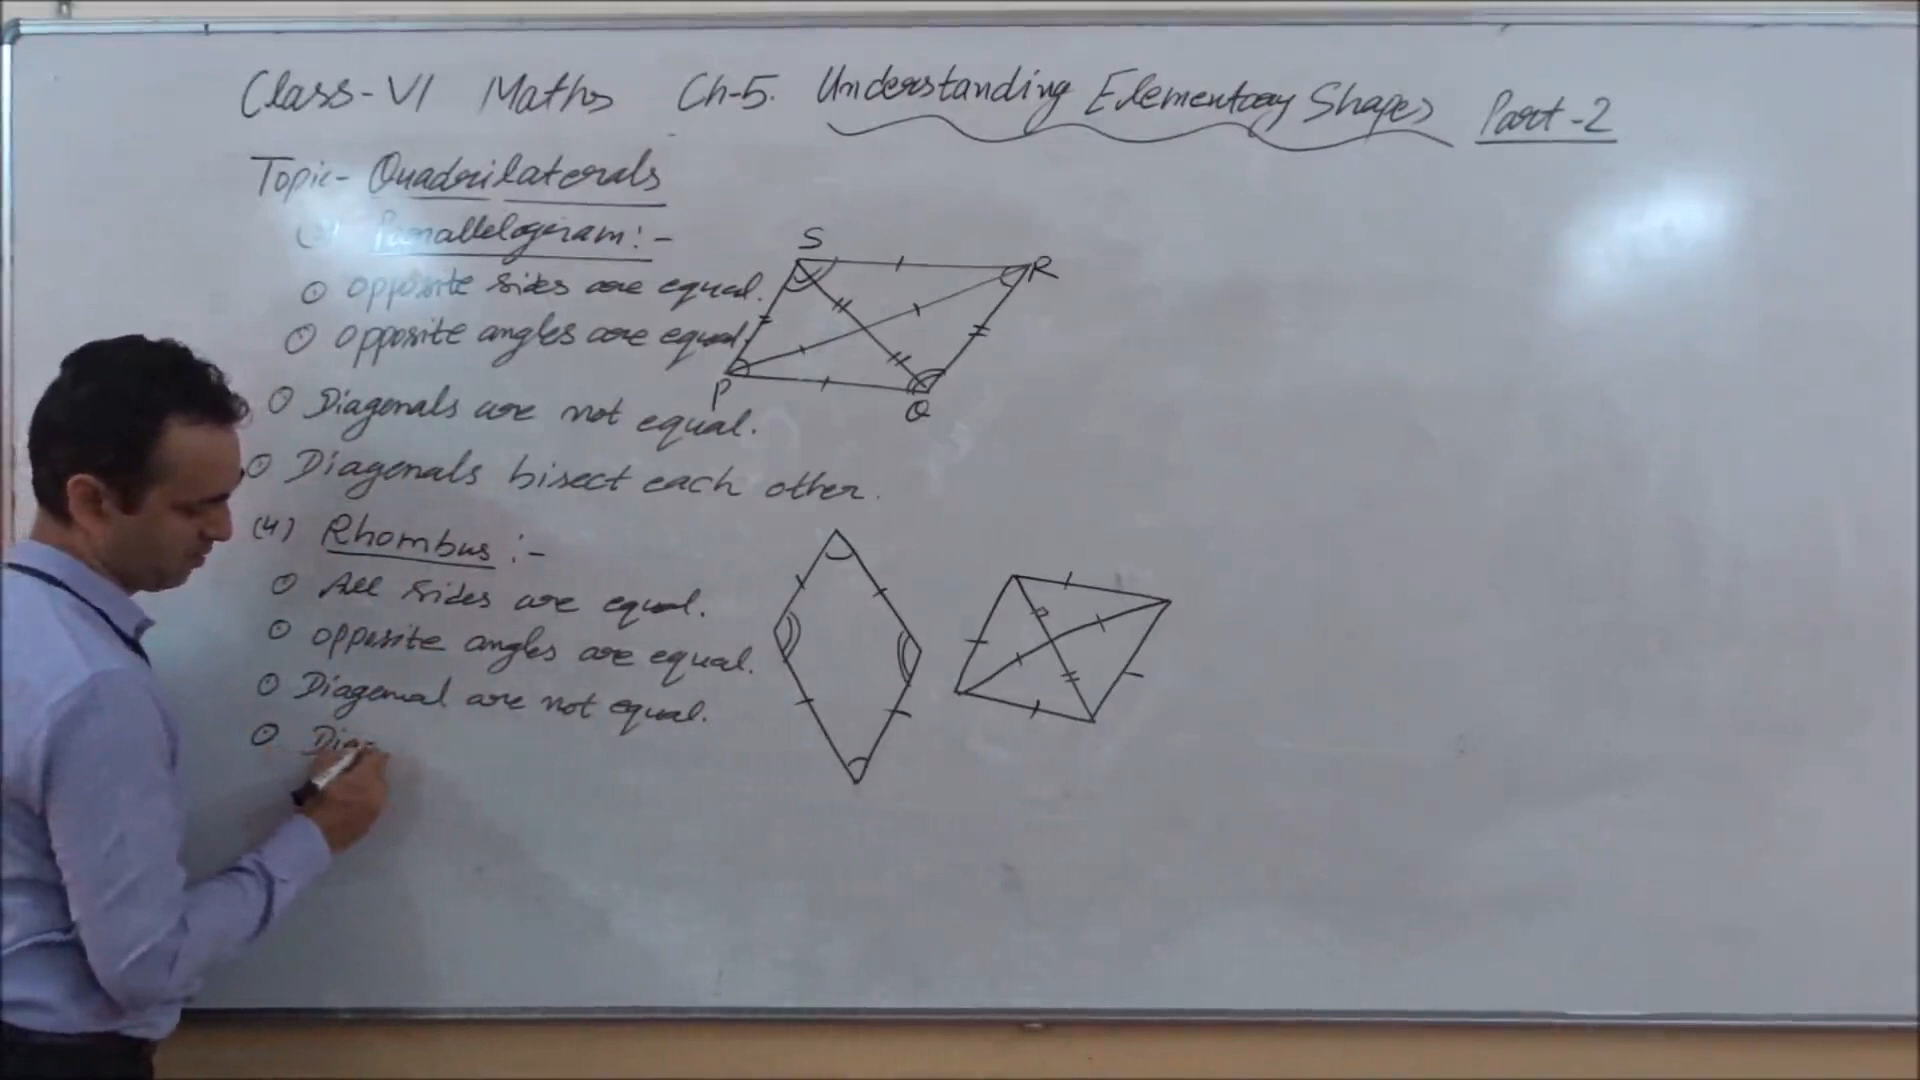 Class-VI Maths Ch-5. Understanding Elementary Shapes Part-2
Topic- Quadrilaterals
Parallelogram:-
opposite sides are equal.
opposite angles are equal.
Diagonals are not equal.
Diagonals bisect each other.
S
R
P
Q
(4) Rhombus:-
All sides are equal.
opposite angles are equal.
Diagonal are not equal.
Dia